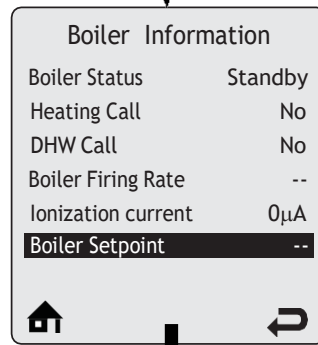 Boiler Information
Boiler Status Standby
Heating Call No
DHW Call No
Boiler Firing Rate --
Ionization current 0µA
Boiler Setpoint --